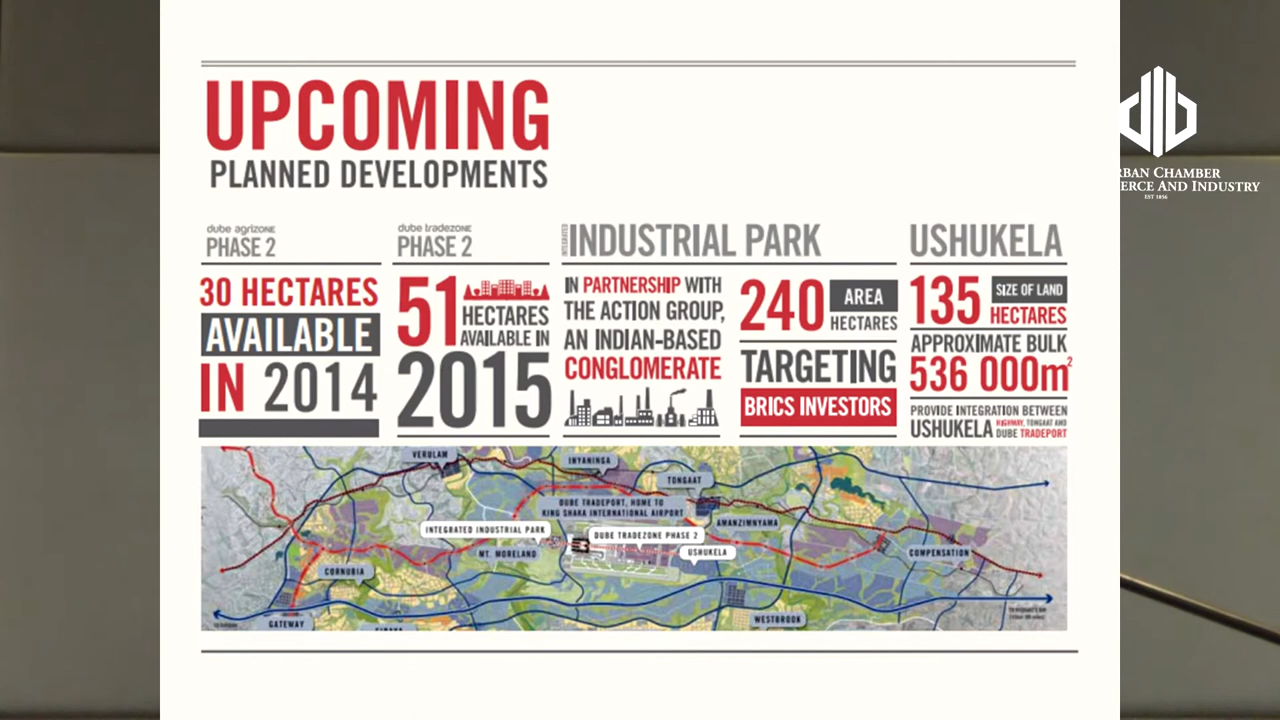 UPCOMING
PLANNED DEVELOPMENTS
dube agrizone
PHASE 2
30 HECTARES
AVAILABLE
IN 2014
dube tradezone
PHASE 2
51
HECTARES
AVAILABLE IN
2015
INTEGRATED
INDUSTRIAL PARK
IN PARTNERSHIP WITH
THE ACTION GROUP,
AN INDIAN-BASED
CONGLOMERATE
240 AREA
HECTARES
TARGETING
BRICS INVESTORS
USHUKELA
135 SIZE OF LAND
HECTARES
APPROXIMATE BULK
536 000m²
PROVIDE INTEGRATION BETWEEN
USHUKELA HIGHWAY, TONGAAT AND
DUBE TRADEPORT
VERULAM
INYANINGA
TONGAAT
DUBE TRADEPORT, HOME TO
KING SHAKA INTERNATIONAL AIRPORT
AMANZIMNYAMA
INTEGRATED INDUSTRIAL PARK
DUBE TRADEZONE PHASE 2
MT. MORELAND
USHUKELA
COMPENSATION
CORNUBIA
GATEWAY
WESTBROOK
RBAN CHAMBER
ERCE AND INDUSTRY
EST 1856